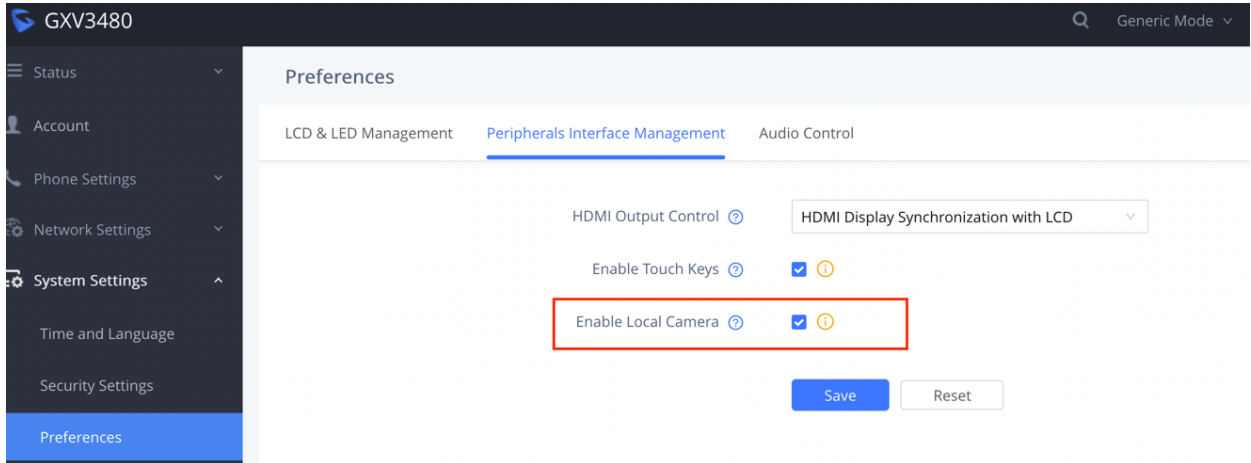 GXV3480
Generic Mode
Status
Account
Phone Settings
Network Settings
System Settings
Time and Language
Security Settings
Preferences
Preferences
LCD & LED Management
Peripherals Interface Management
Audio Control
HDMI Output Control
HDMI Display Synchronization with LCD
Enable Touch Keys
Enable Local Camera
Save
Reset